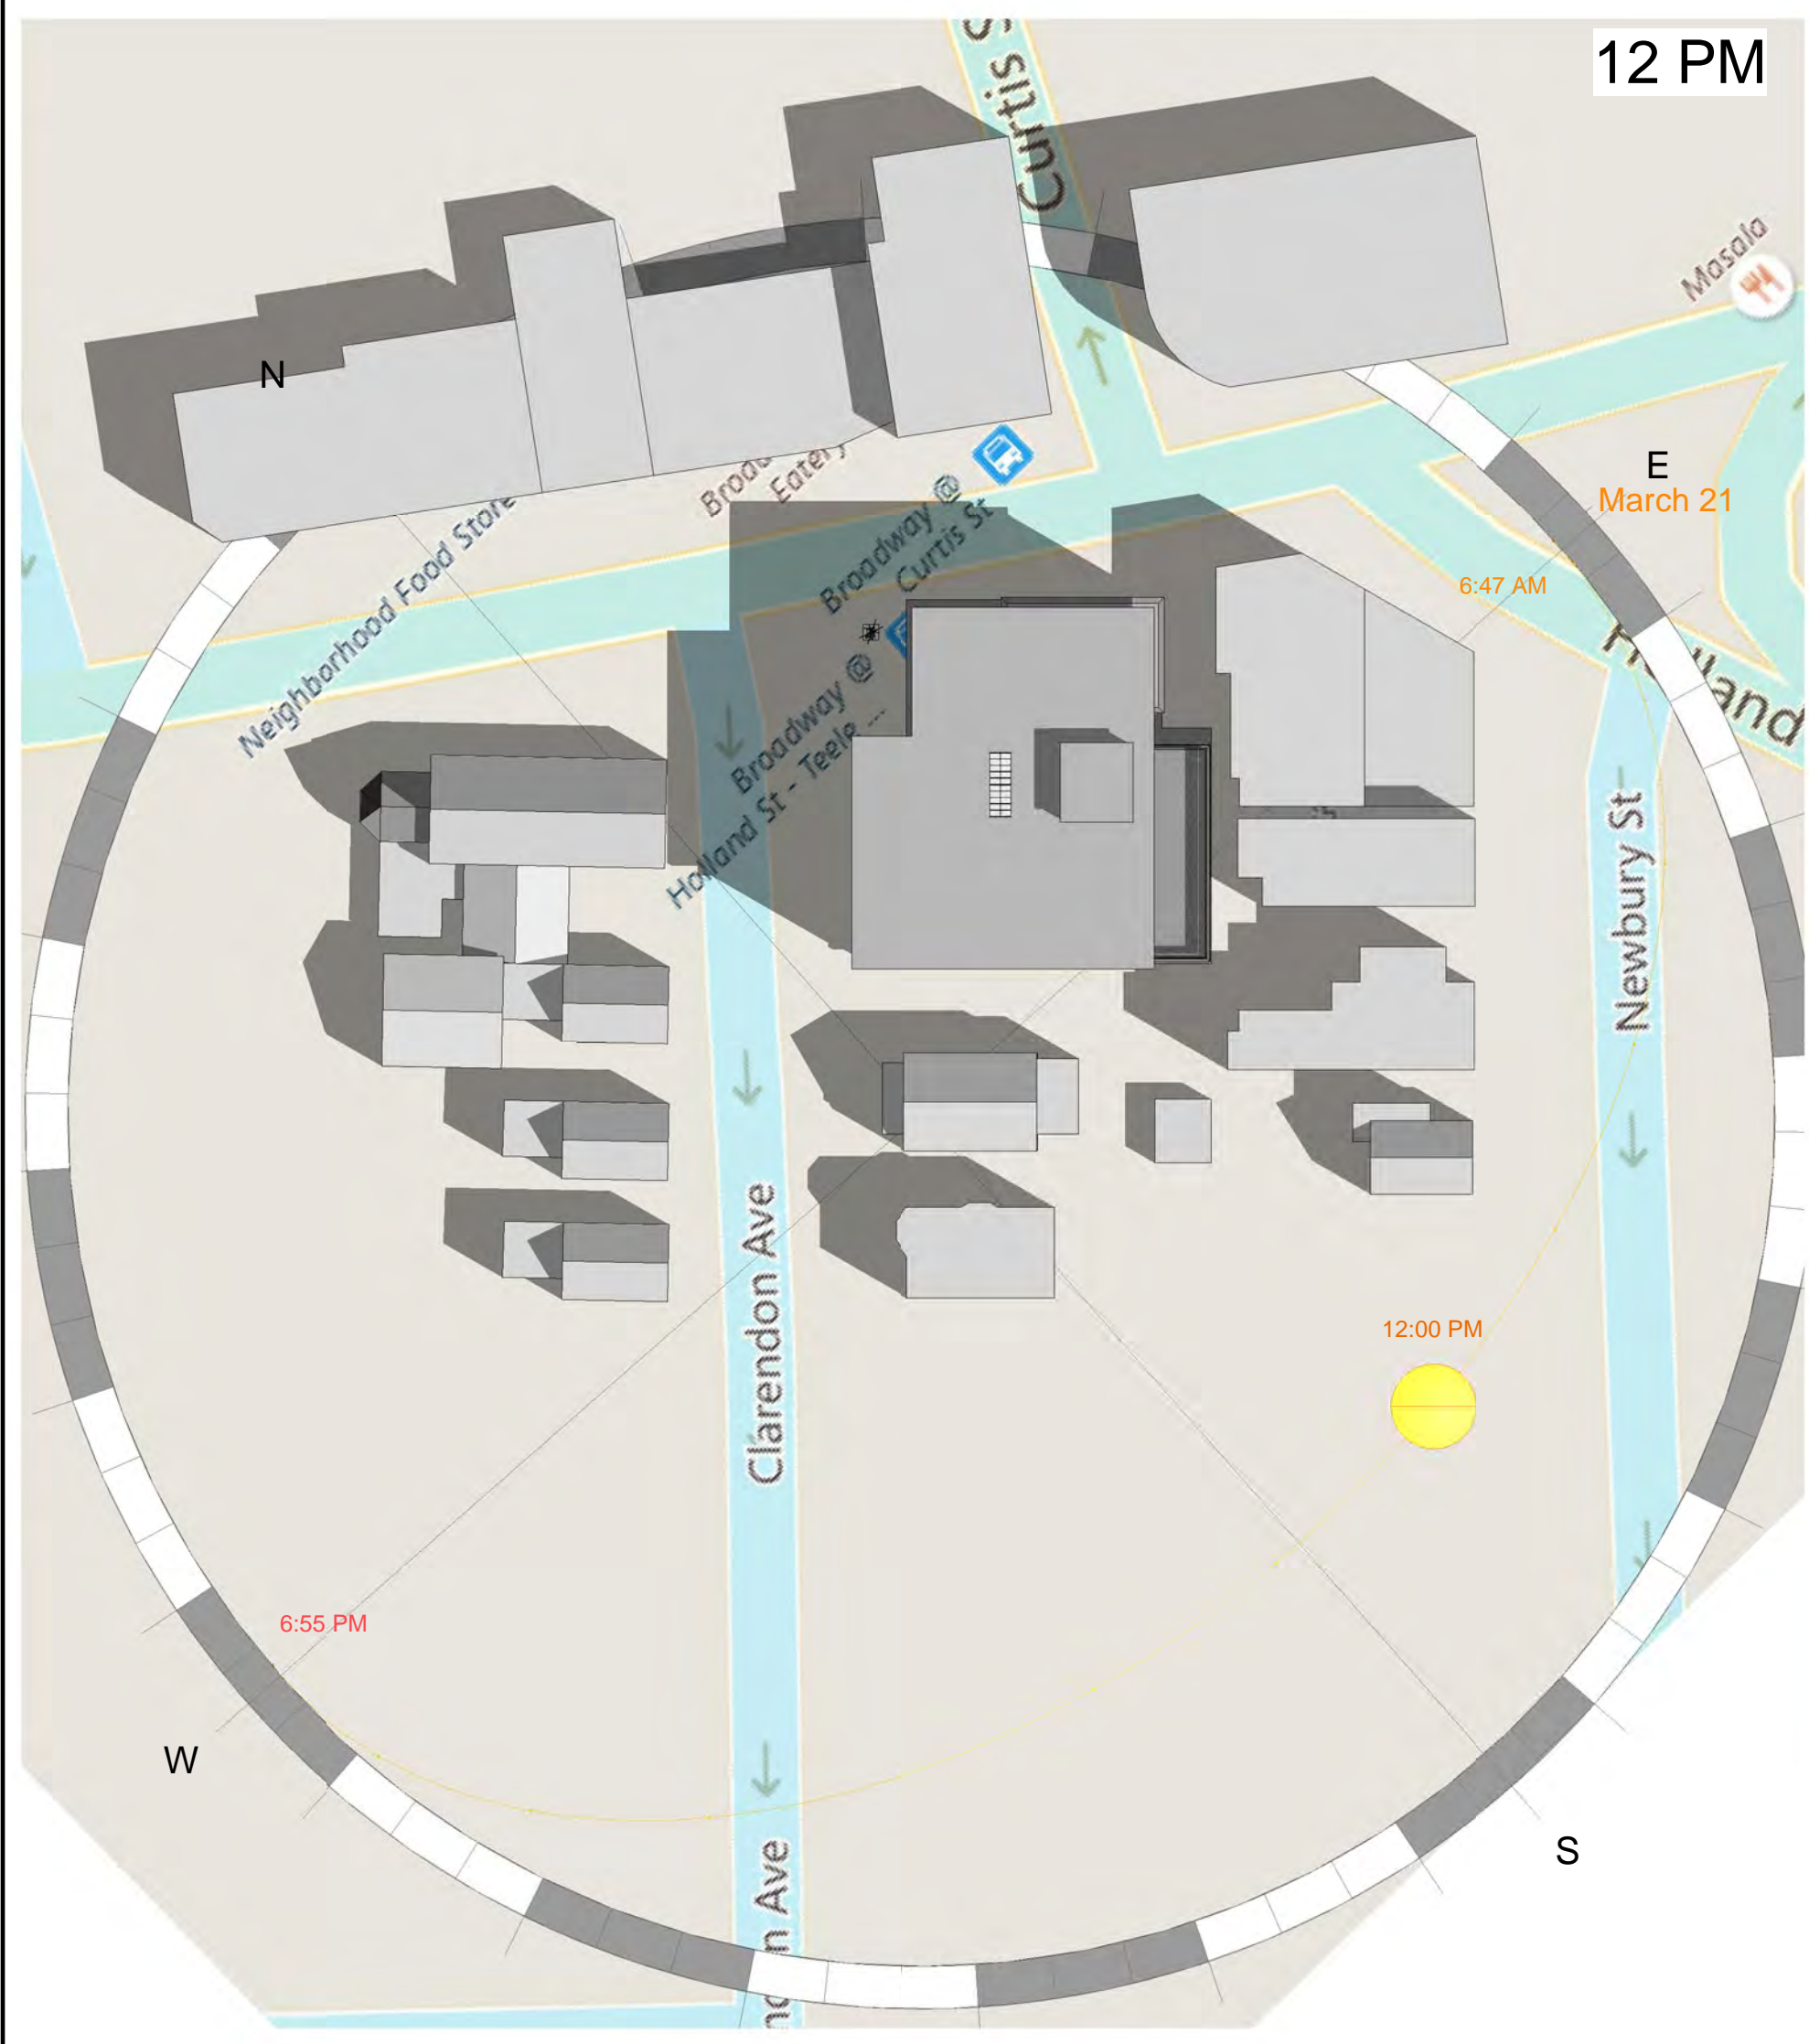 12 PM
Curtis S
Masala
N
E
March 21
6:47 AM
Neighborhood Food Store
Eatery
Broadway @
Curtis St
Broadway @
Holland St - Teele ...
Newbury St
Clarendon Ave
12:00 PM
6:55 PM
W
S
n Ave